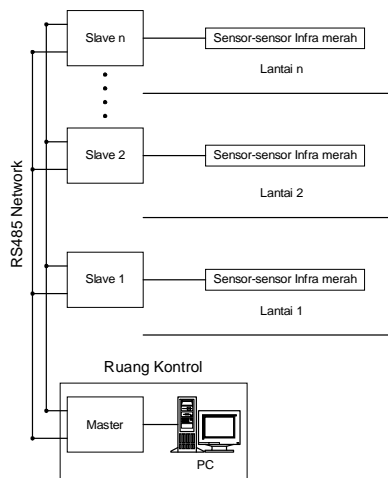 Slave n
Sensor-sensor Infra merah
Lantai n
Slave 2
Sensor-sensor Infra merah
Lantai 2
RS485 Network
Slave 1
Sensor-sensor Infra merah
Lantai 1
Ruang Kontrol
Master
PC